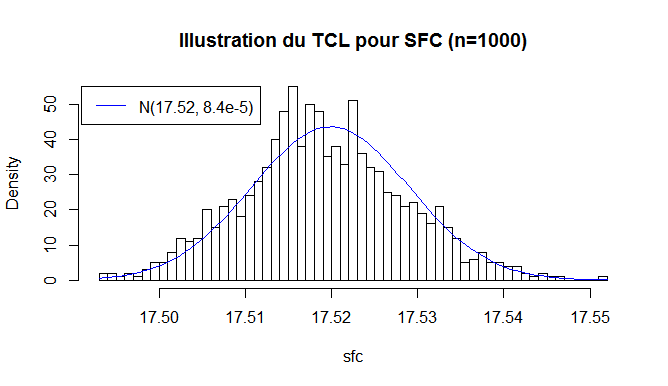 Illustration du TCL pour SFC (n=1000)
N(17.52, 8.4e-5)
Density
0 10 20 30 40 50
17.50 17.51 17.52 17.53 17.54 17.55
sfc